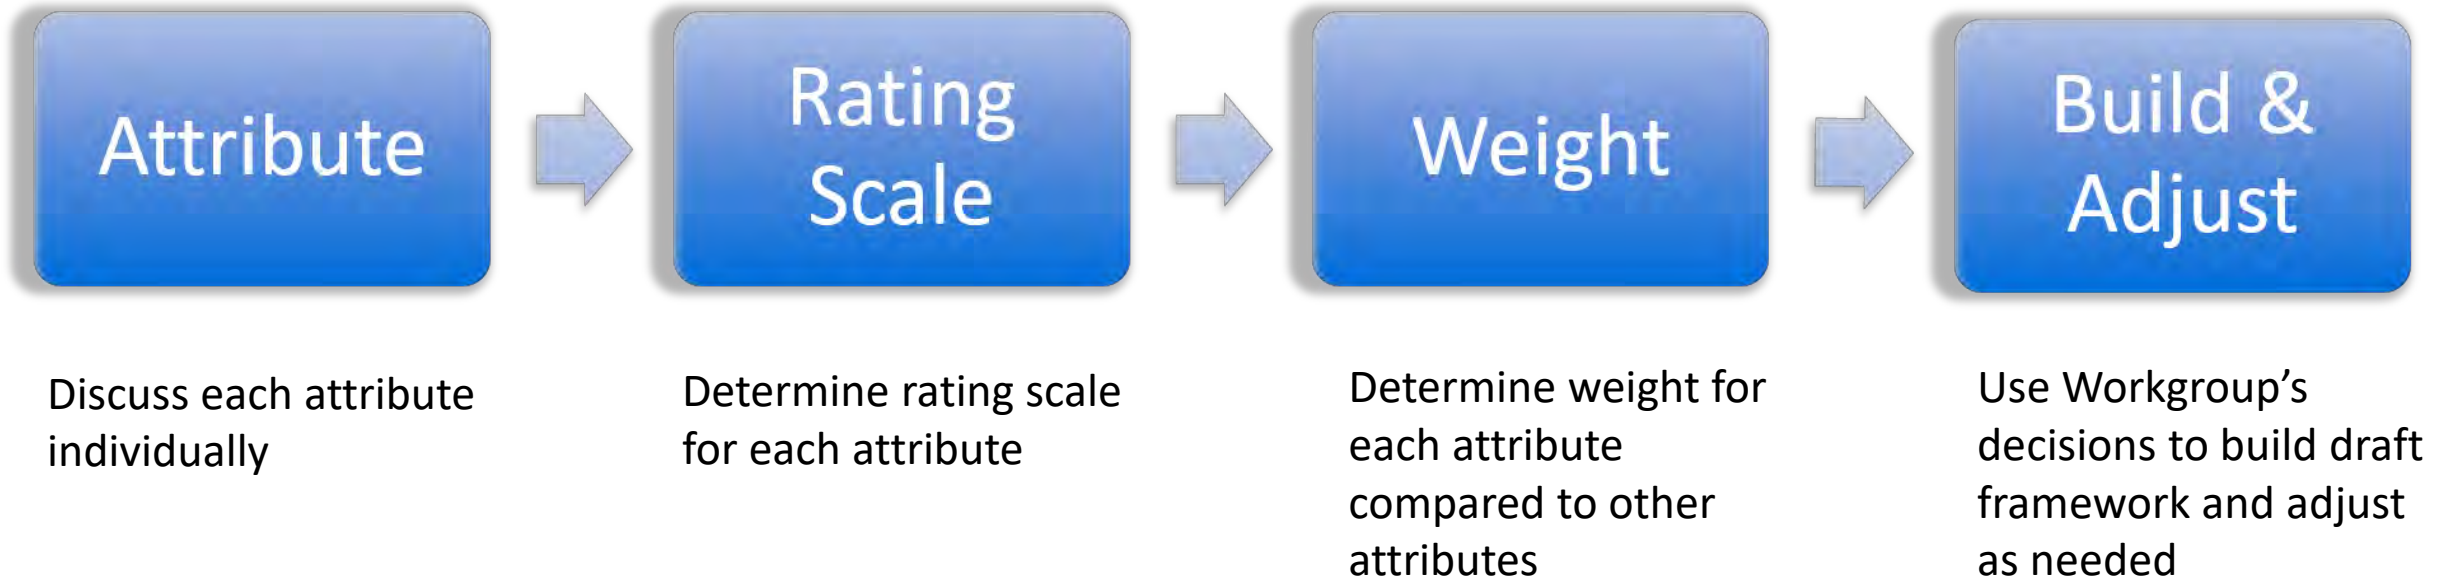 Attribute
Rating
Scale
Weight
Build &
Adjust
Discuss each attribute
individually
Determine rating scale
for each attribute
Determine weight for
each attribute
compared to other
attributes
Use Workgroup’s
decisions to build draft
framework and adjust
as needed